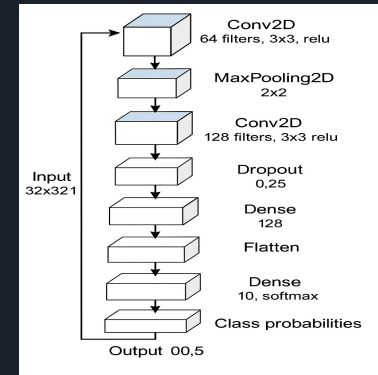 Conv2D
64 filters, 3x3, relu
MaxPooling2D
2x2
Conv2D
128 filters, 3x3 relu
Input
32x321
Dropout
0,25
Dense
128
Flatten
Dense
10, softmax
Class probabilities
Output 00,5